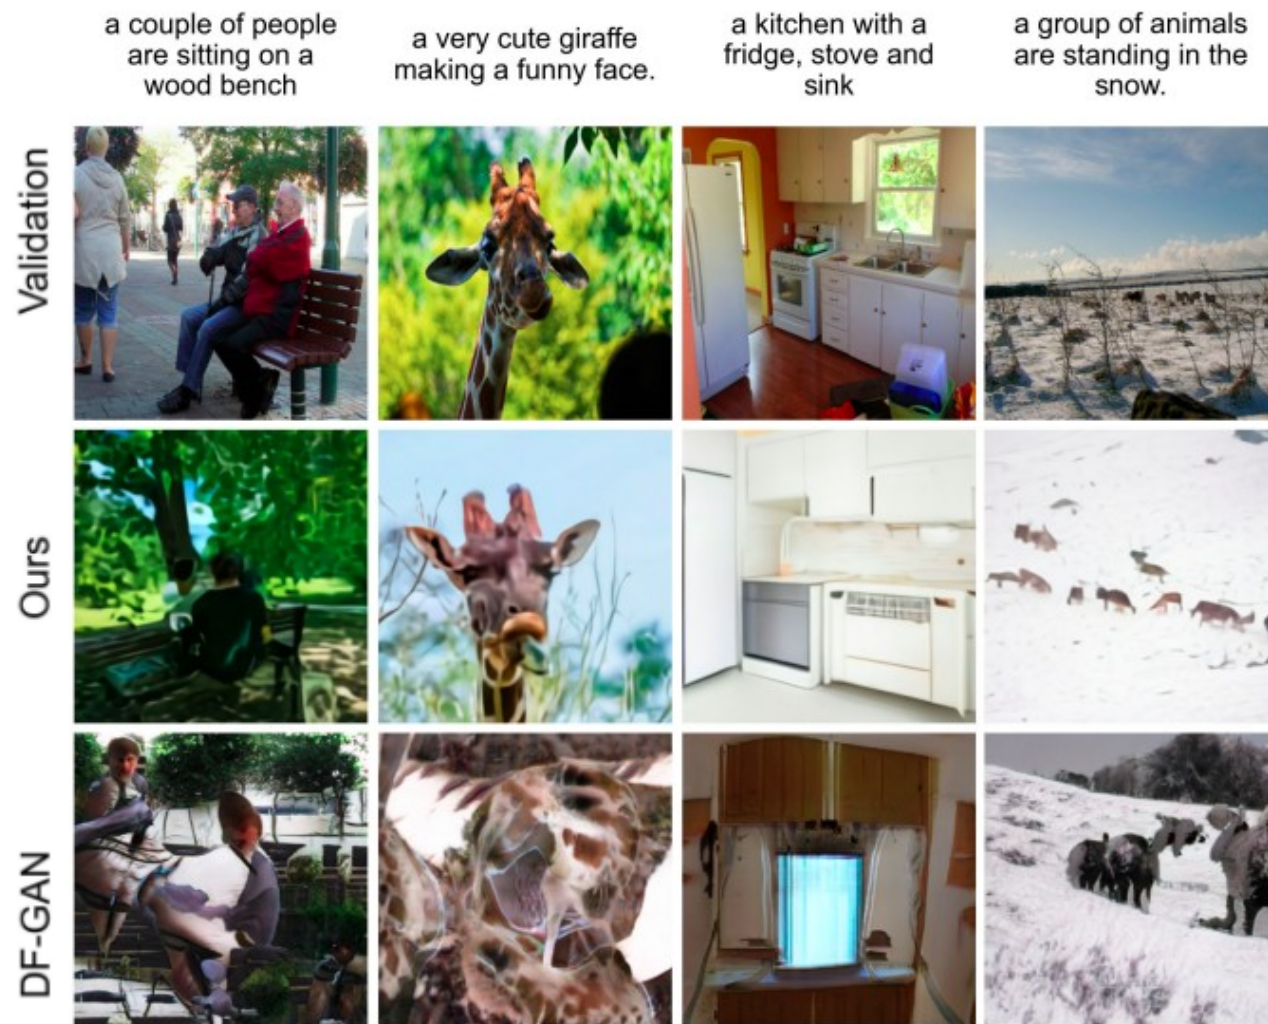 a couple of people
are sitting on a
wood bench
a very cute giraffe
making a funny face.
a kitchen with a
fridge, stove and
sink
a group of animals
are standing in the
snow.
Validation
Ours
DF-GAN